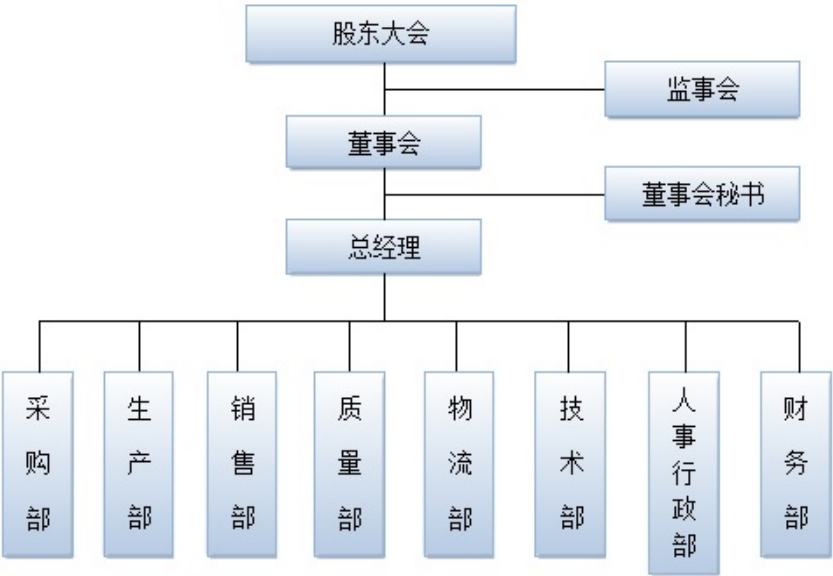 股东大会
监事会
董事会
董事会秘书
总经理
采购部
生产部
销售部
质量部
物流部
技术部
人事行政部
财务部